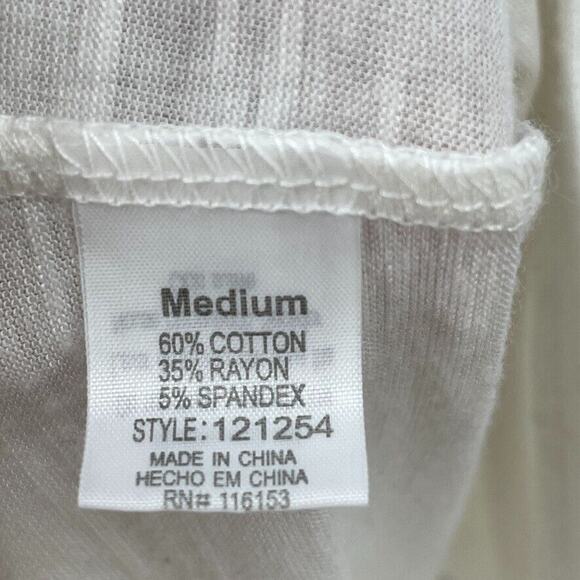 Medium
60% COTTON
35% RAYON
5% SPANDEX
STYLE: 121254
MADE IN CHINA
HECHO EM CHINA
RN# 116153